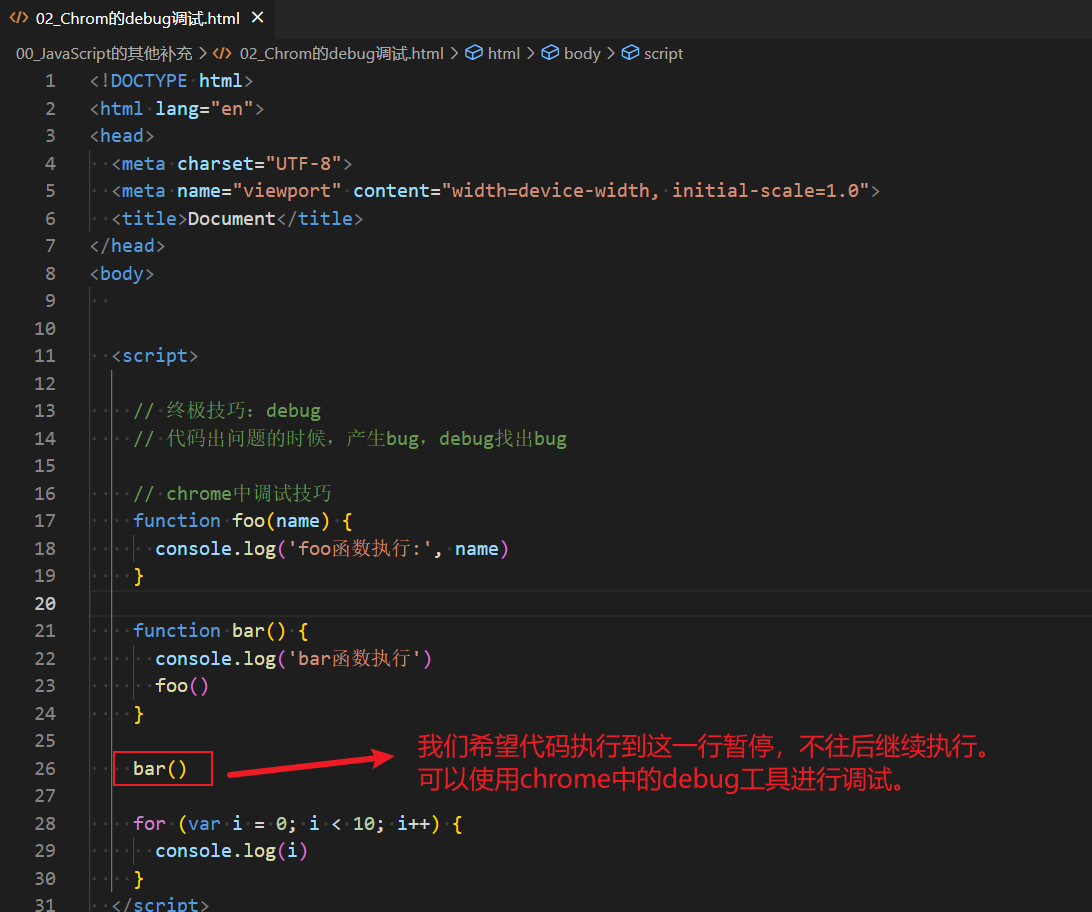 02_Chrom的debug调试.html
00_JavaScript的其他补充 > 02_Chrom的debug调试.html > html > body > script
1 <!DOCTYPE html>
2 <html lang="en">
3 <head>
4 <meta charset="UTF-8">
5 <meta name="viewport" content="width=device-width, initial-scale=1.0">
6 <title>Document</title>
7 </head>
8 <body>
9
10
11 <script>
12
13 // 终极技巧：debug
14 // 代码出问题的时候，产生bug，debug找出bug
15
16 // chrome中调试技巧
17 function foo(name) {
18 console.log('foo函数执行:', name)
19 }
20
21 function bar() {
22 console.log('bar函数执行')
23 foo()
24 }
25
26 bar()
我们希望代码执行到这一行暂停，不往后继续执行。
可以使用chrome中的debug工具进行调试。
27
28 for (var i = 0; i < 10; i++) {
29 console.log(i)
30 }
31 </script>